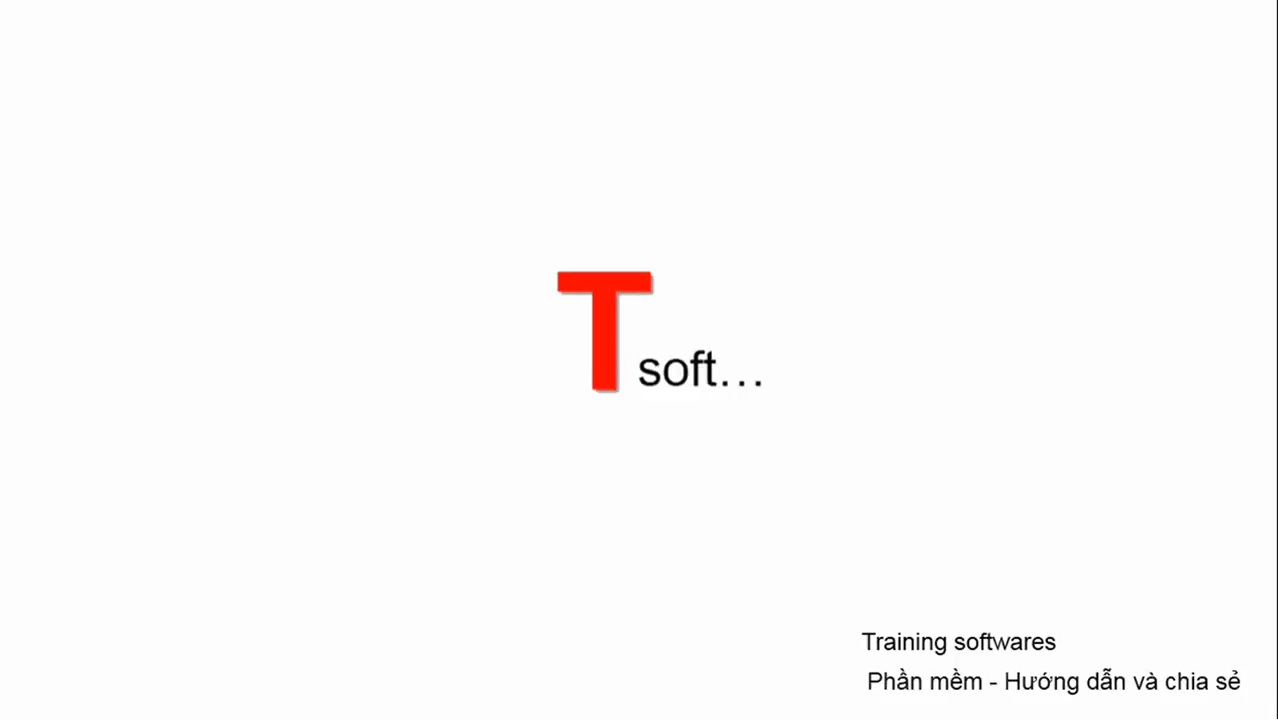 T soft...
Training softwares
Phần mềm - Hướng dẫn và chia sẻ